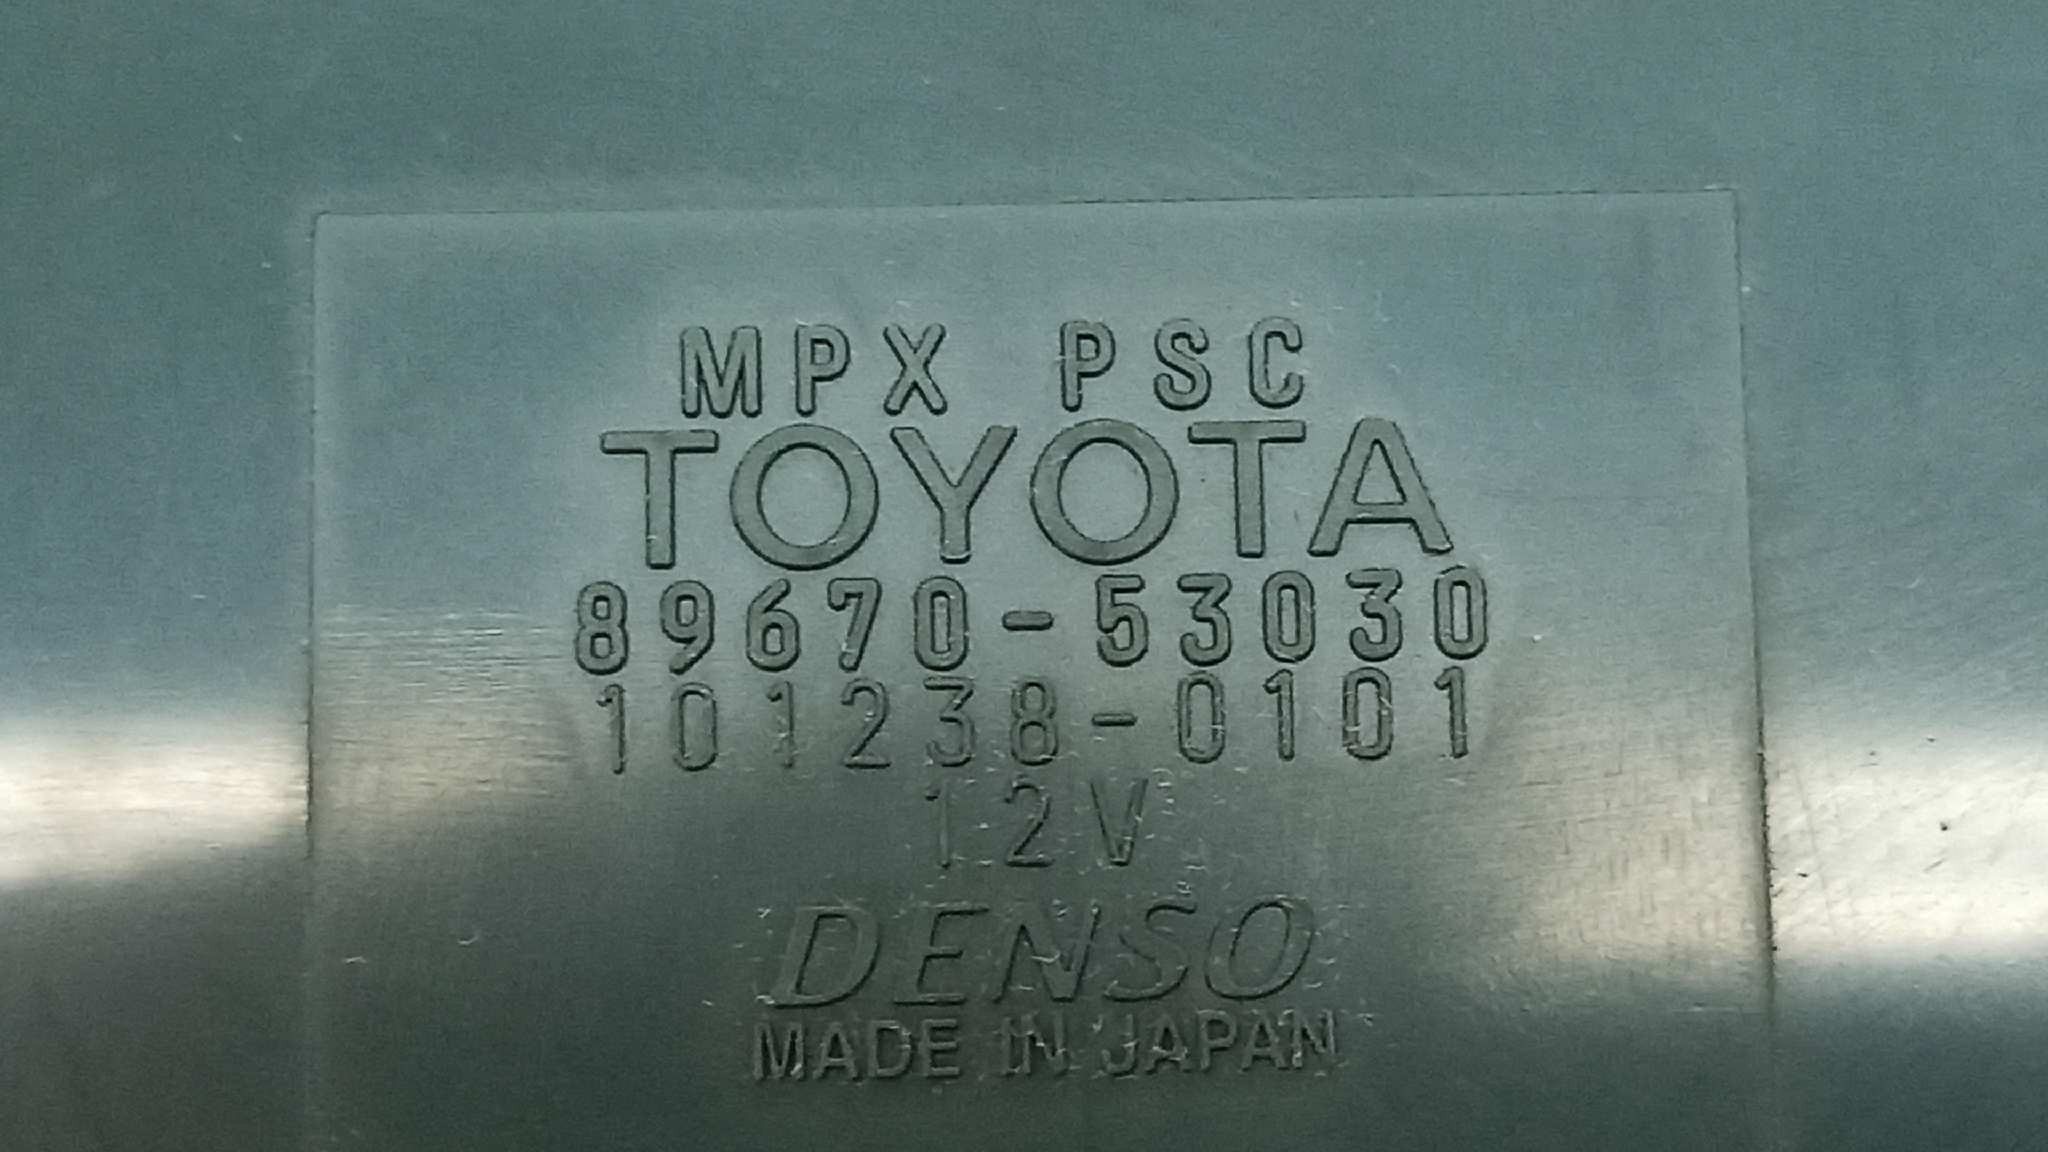 MPX PSC
TOYOTA
89670-53030
101238-0101
12V
DENSO
MADE IN JAPAN